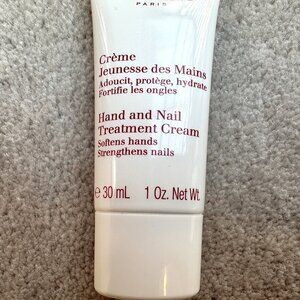 PARIS
Crème
Jeunesse des Mains
Adoucit, protège, hydrate
Fortifie les ongles
Hand and Nail
Treatment Cream
Softens hands
Strengthens nails
e 30 mL 1 Oz. Net Wt.